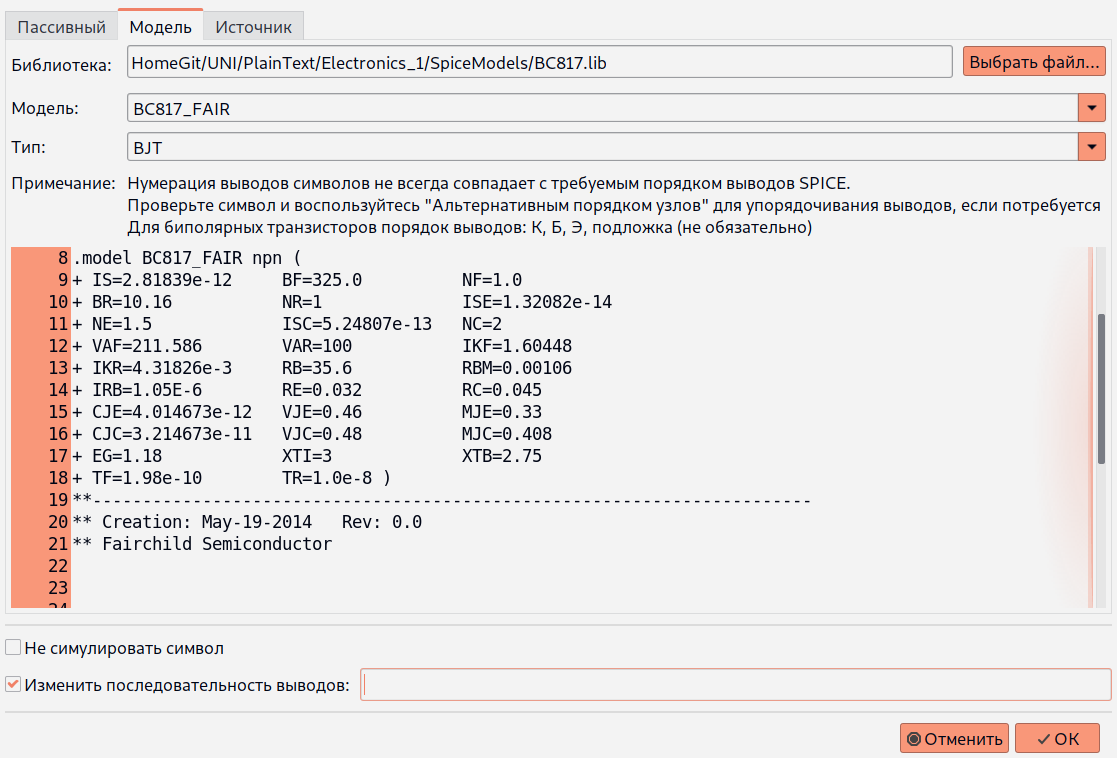 Пассивный Модель Источник
Библиотека: HomeGit/UNI/PlainText/Electronics_1/SpiceModels/BC817.lib Выбрать файл...
Модель: BC817_FAIR
Тип: BJT
Примечание: Нумерация выводов символов не всегда совпадает с требуемым порядком выводов SPICE.
Проверьте символ и воспользуйтесь "Альтернативным порядком узлов" для упорядочивания выводов, если потребуется
Для биполярных транзисторов порядок выводов: К, Б, Э, подложка (не обязательно)
8 .model BC817_FAIR npn (
9 + IS=2.81839e-12 BF=325.0 NF=1.0
10 + BR=10.16 NR=1 ISE=1.32082e-14
11 + NE=1.5 ISC=5.24807e-13 NC=2
12 + VAF=211.586 VAR=100 IKF=1.60448
13 + IKR=4.31826e-3 RB=35.6 RBM=0.00106
14 + IRB=1.05E-6 RE=0.032 RC=0.045
15 + CJE=4.014673e-12 VJE=0.46 MJE=0.33
16 + CJC=3.214673e-11 VJC=0.48 MJC=0.408
17 + EG=1.18 XTI=3 XTB=2.75
18 + TF=1.98e-10 TR=1.0e-8 )
19 **------------------------------------------------------------------------
20 ** Creation: May-19-2014 Rev: 0.0
21 ** Fairchild Semiconductor
22
23
24
Не симулировать символ
Изменить последовательность выводов:
Отменить ОК